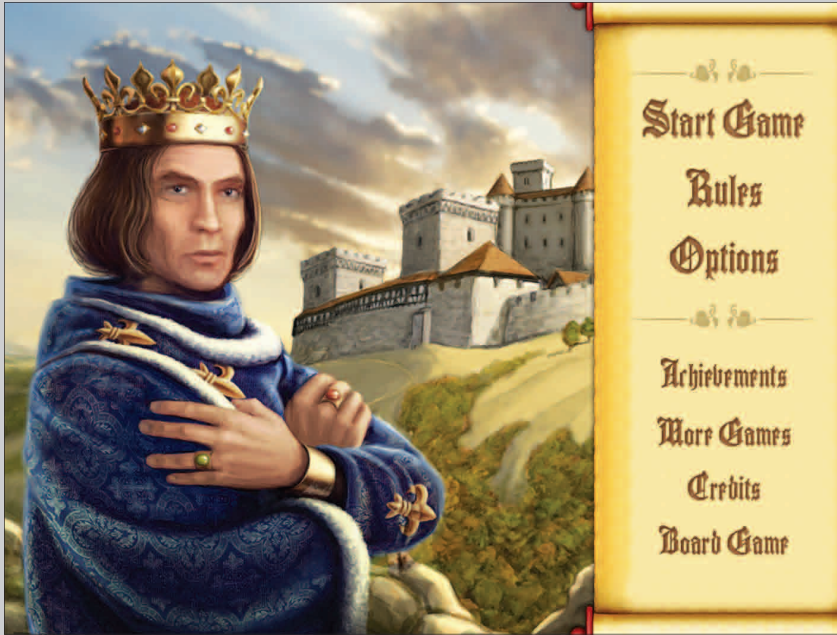 Start Game
Rules
Options
Achievements
More Games
Credits
Board Game